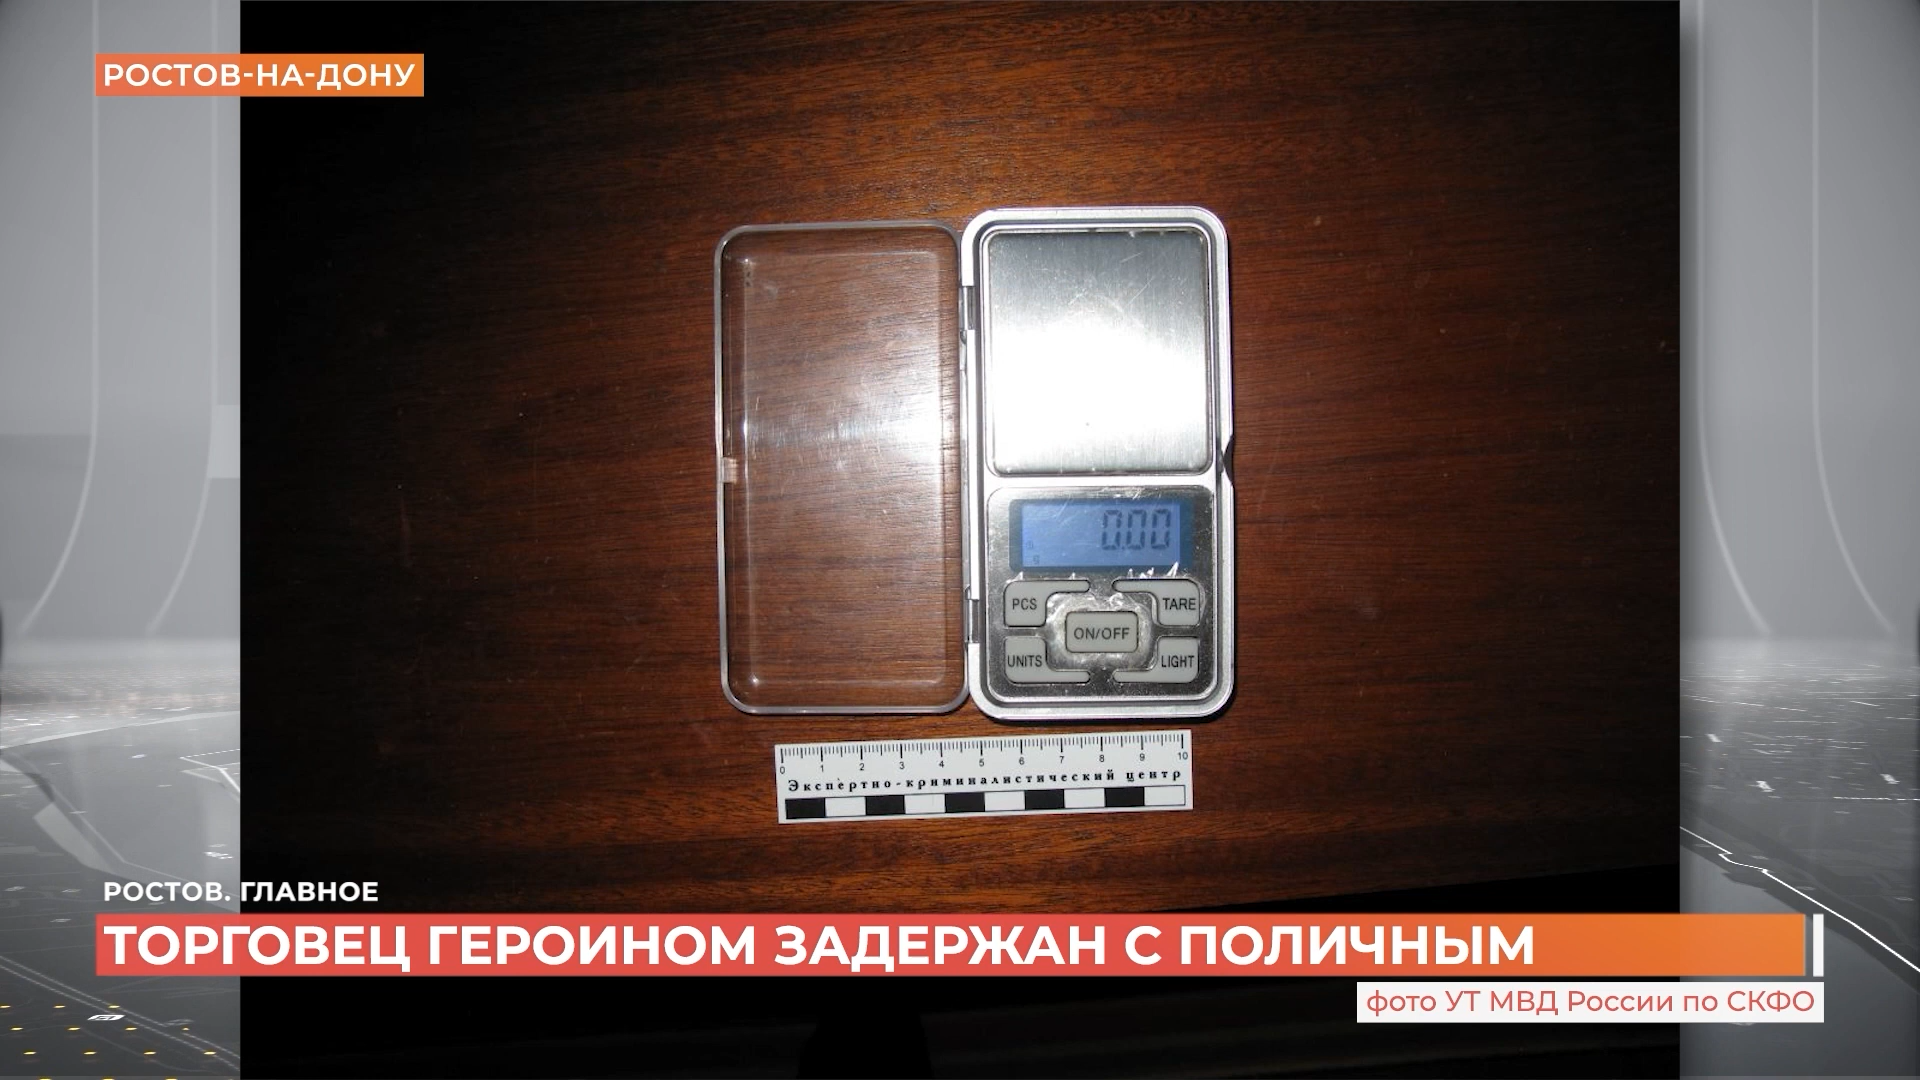 РОСТОВ-НА-ДОНУ
0.00
PCS
TARE
ON/OFF
UNITS
LIGHT
0 1 2 3 4 5 6 7 8 9 10
Экспертно-криминалистический центр
РОСТОВ. ГЛАВНОЕ
ТОРГОВЕЦ ГЕРОИНОМ ЗАДЕРЖАН С ПОЛИЧНЫМ
фото УТ МВД России по СКФО